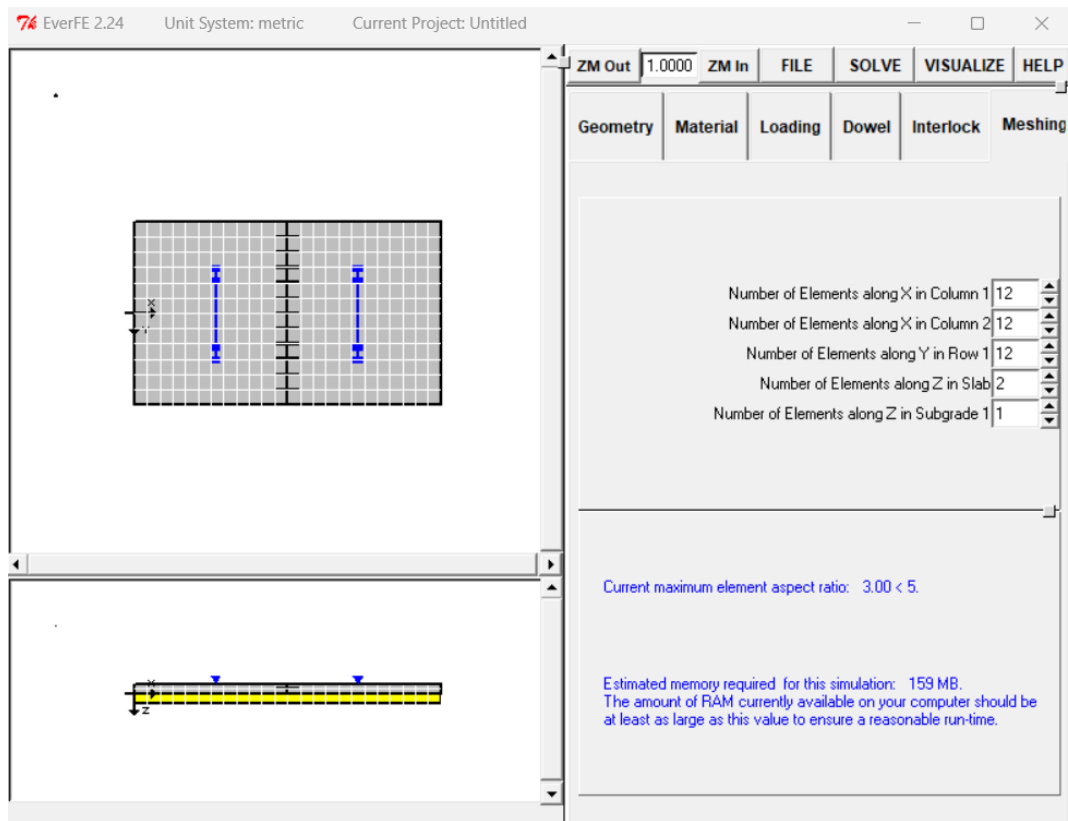 EverFE 2.24 Unit System: metric Current Project: Untitled
ZM Out 1.0000 ZM In FILE SOLVE VISUALIZE HELP
Geometry Material Loading Dowel Interlock Meshing
X
Y
Number of Elements along X in Column 1 12
Number of Elements along X in Column 2 12
Number of Elements along Y in Row 1 12
Number of Elements along Z in Slab 2
Number of Elements along Z in Subgrade 1 1
Current maximum element aspect ratio: 3.00 < 5.
X
Z
Estimated memory required for this simulation: 159 MB.
The amount of RAM currently available on your computer should be
at least as large as this value to ensure a reasonable run-time.